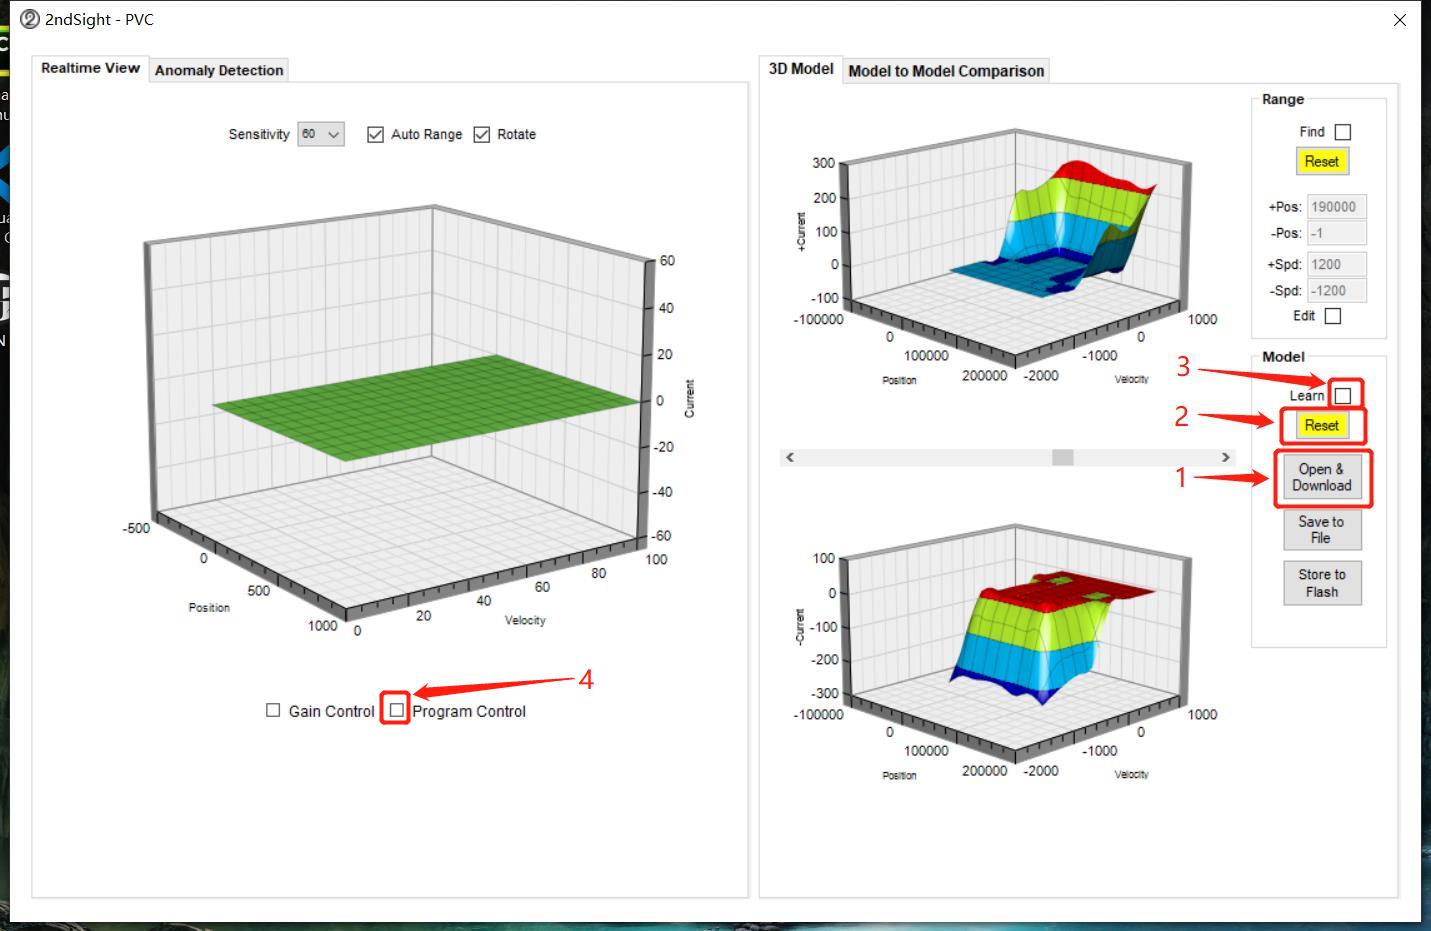 2ndSight - PVC
Realtime View
Anomaly Detection
Sensitivity 60
Auto Range
Rotate
60
40
20
0
-20
-40
-60
Current
-500
0
500
1000
Position
0
20
40
60
80
100
Velocity
4
Gain Control
Program Control
3D Model
Model to Model Comparison
300
200
100
0
-100
+Current
-100000
0
100000
200000
Position
-2000
-1000
0
1000
Velocity
100
0
-100
-200
-300
-Current
-100000
0
100000
200000
Position
-2000
-1000
0
1000
Velocity
Range
Find
Reset
+Pos: 190000
-Pos: -1
+Spd: 1200
-Spd: -1200
Edit
Model
3
Learn
2
Reset
1
Open &
Download
Save to
File
Store to
Flash